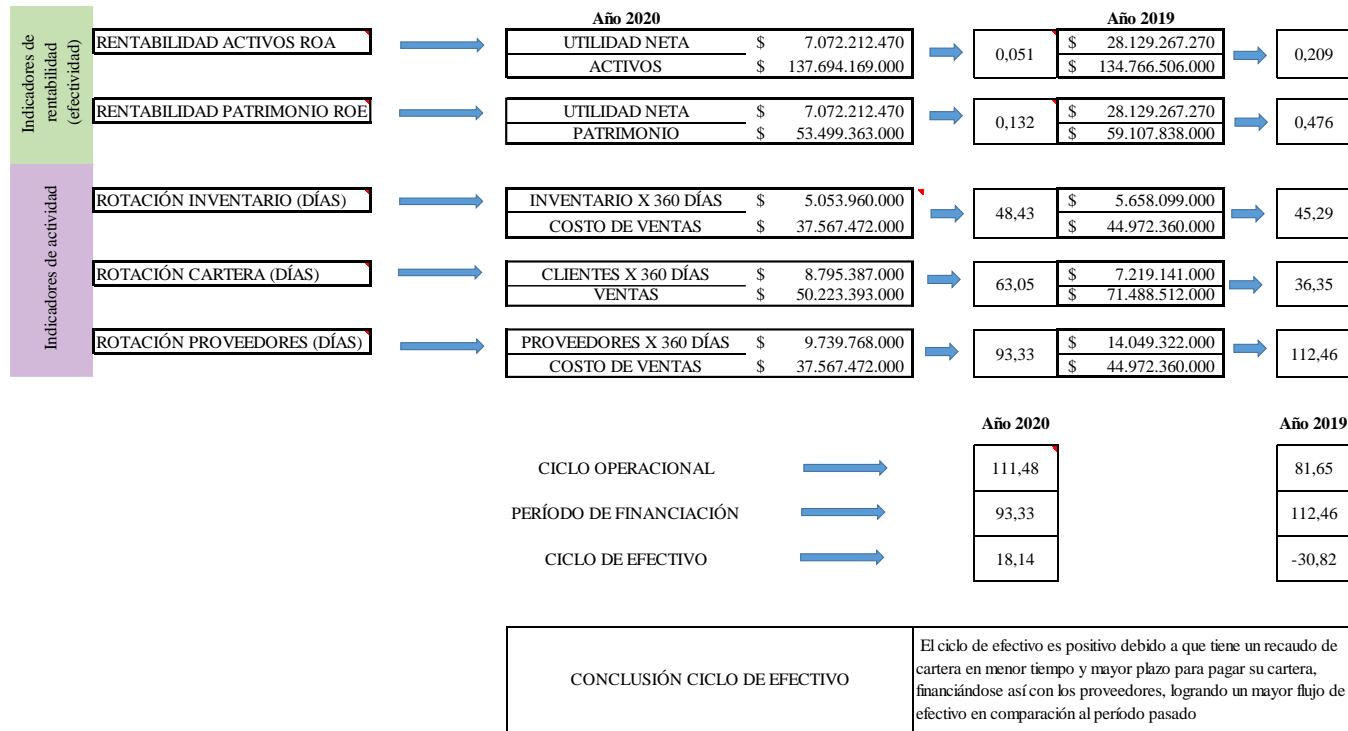 Año 2020 Año 2019
Indicadores de
rentabilidad
(efectividad)
RENTABILIDAD ACTIVOS ROA UTILIDAD NETA $ 7.072.212.470 0,051 $ 28.129.267.270 0,209
ACTIVOS $ 137.694.169.000 $ 134.766.506.000
RENTABILIDAD PATRIMONIO ROE UTILIDAD NETA $ 7.072.212.470 0,132 $ 28.129.267.270 0,476
PATRIMONIO $ 53.499.363.000 $ 59.107.838.000
Indicadores de actividad
ROTACIÓN INVENTARIO (DÍAS) INVENTARIO X 360 DÍAS $ 5.053.960.000 48,43 $ 5.658.099.000 45,29
COSTO DE VENTAS $ 37.567.472.000 $ 44.972.360.000
ROTACIÓN CARTERA (DÍAS) CLIENTES X 360 DÍAS $ 8.795.387.000 63,05 $ 7.219.141.000 36,35
VENTAS $ 50.223.393.000 $ 71.488.512.000
ROTACIÓN PROVEEDORES (DÍAS) PROVEEDORES X 360 DÍAS $ 9.739.768.000 93,33 $ 14.049.322.000 112,46
COSTO DE VENTAS $ 37.567.472.000 $ 44.972.360.000
Año 2020 Año 2019
CICLO OPERACIONAL 111,48 81,65
PERÍODO DE FINANCIACIÓN 93,33 112,46
CICLO DE EFECTIVO 18,14 -30,82
CONCLUSIÓN CICLO DE EFECTIVO
El ciclo de efectivo es positivo debido a que tiene un recaudo de
cartera en menor tiempo y mayor plazo para pagar su cartera,
financiándose así con los proveedores, logrando un mayor flujo de
efectivo en comparación al período pasado